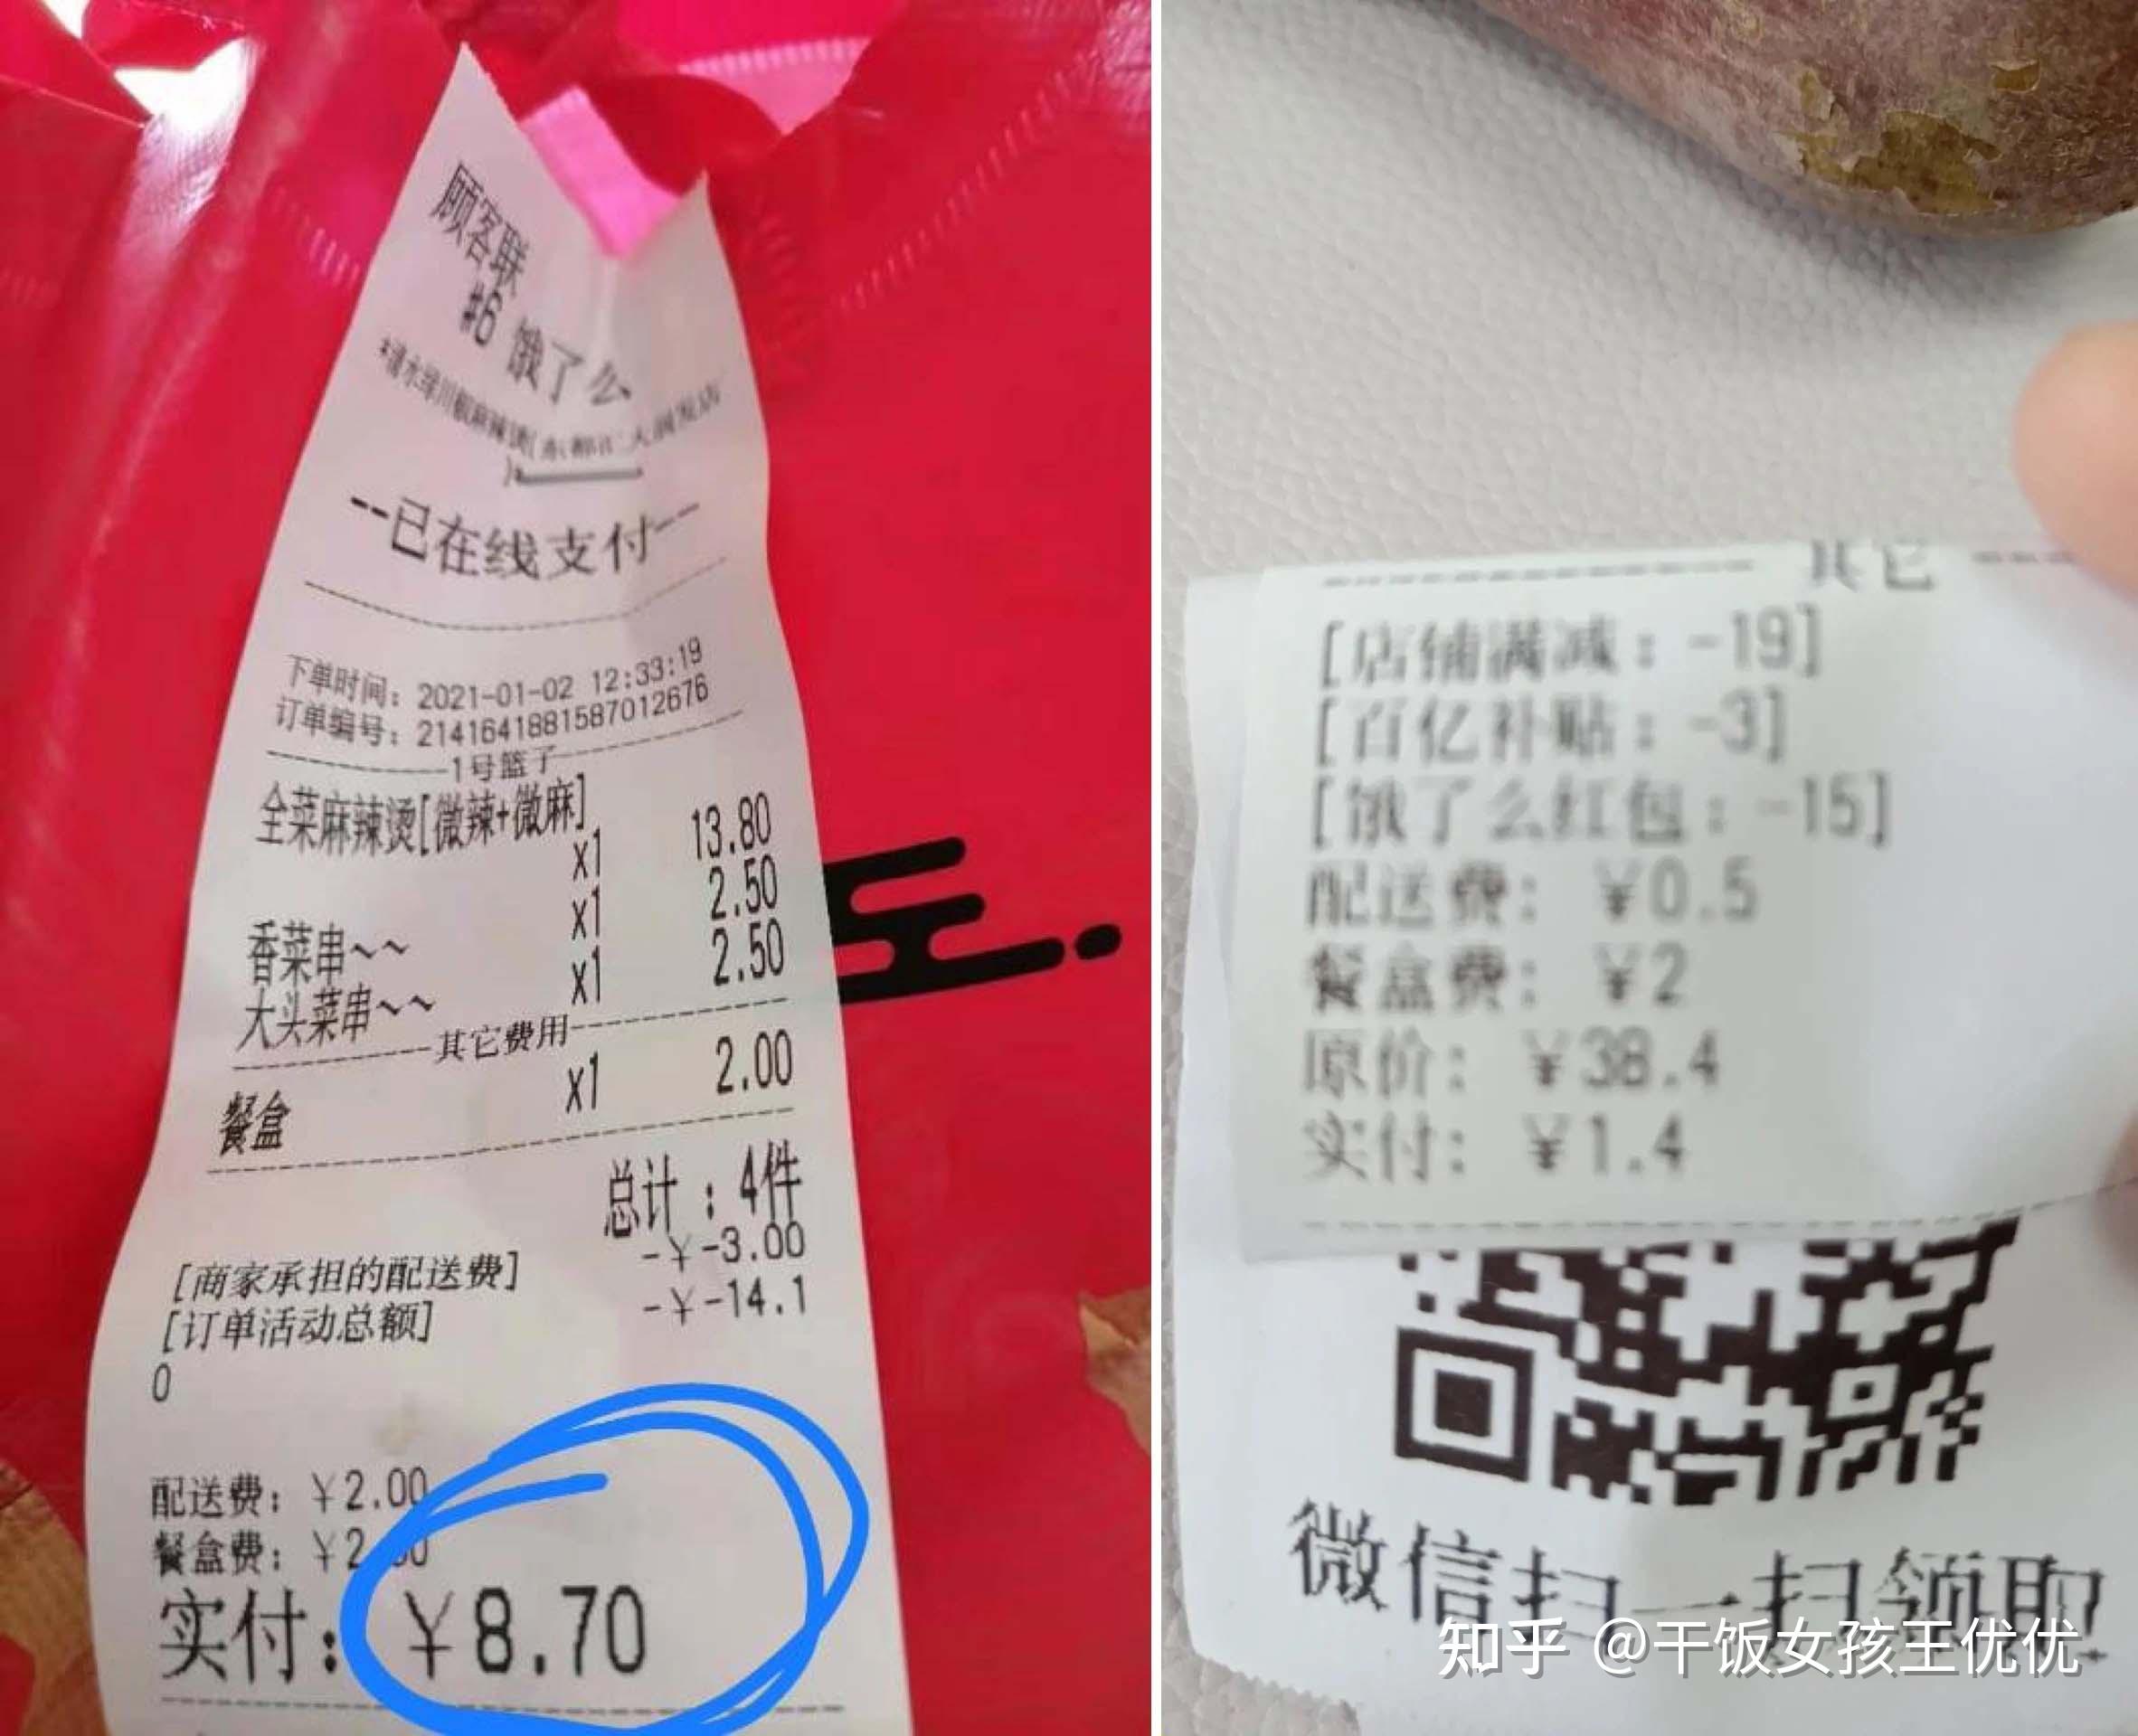 顾客联
#6 饿了么
--已在线支付--
下单时间：2021-01-02 12:33:19
订单编号：2141641881587012676
1号篮子
全菜麻辣烫[微辣+微麻]
x1 13.80
香菜串~~ x1 2.50
大头菜串~~ x1 2.50
其它费用
餐盒 x1 2.00
总计：4件
[商家承担的配送费] -￥-3.00
[订单活动总额] -￥-14.1
0
配送费：￥2.00
餐盒费：￥2.00
实付：￥8.70
其它
[店铺满减：-19]
[百亿补贴：-3]
[饿了么红包：-15]
配送费：￥0.5
餐盒费：￥2
原价：￥38.4
实付：￥1.4
微信扫一扫领取!
知乎 @干饭女孩王优优